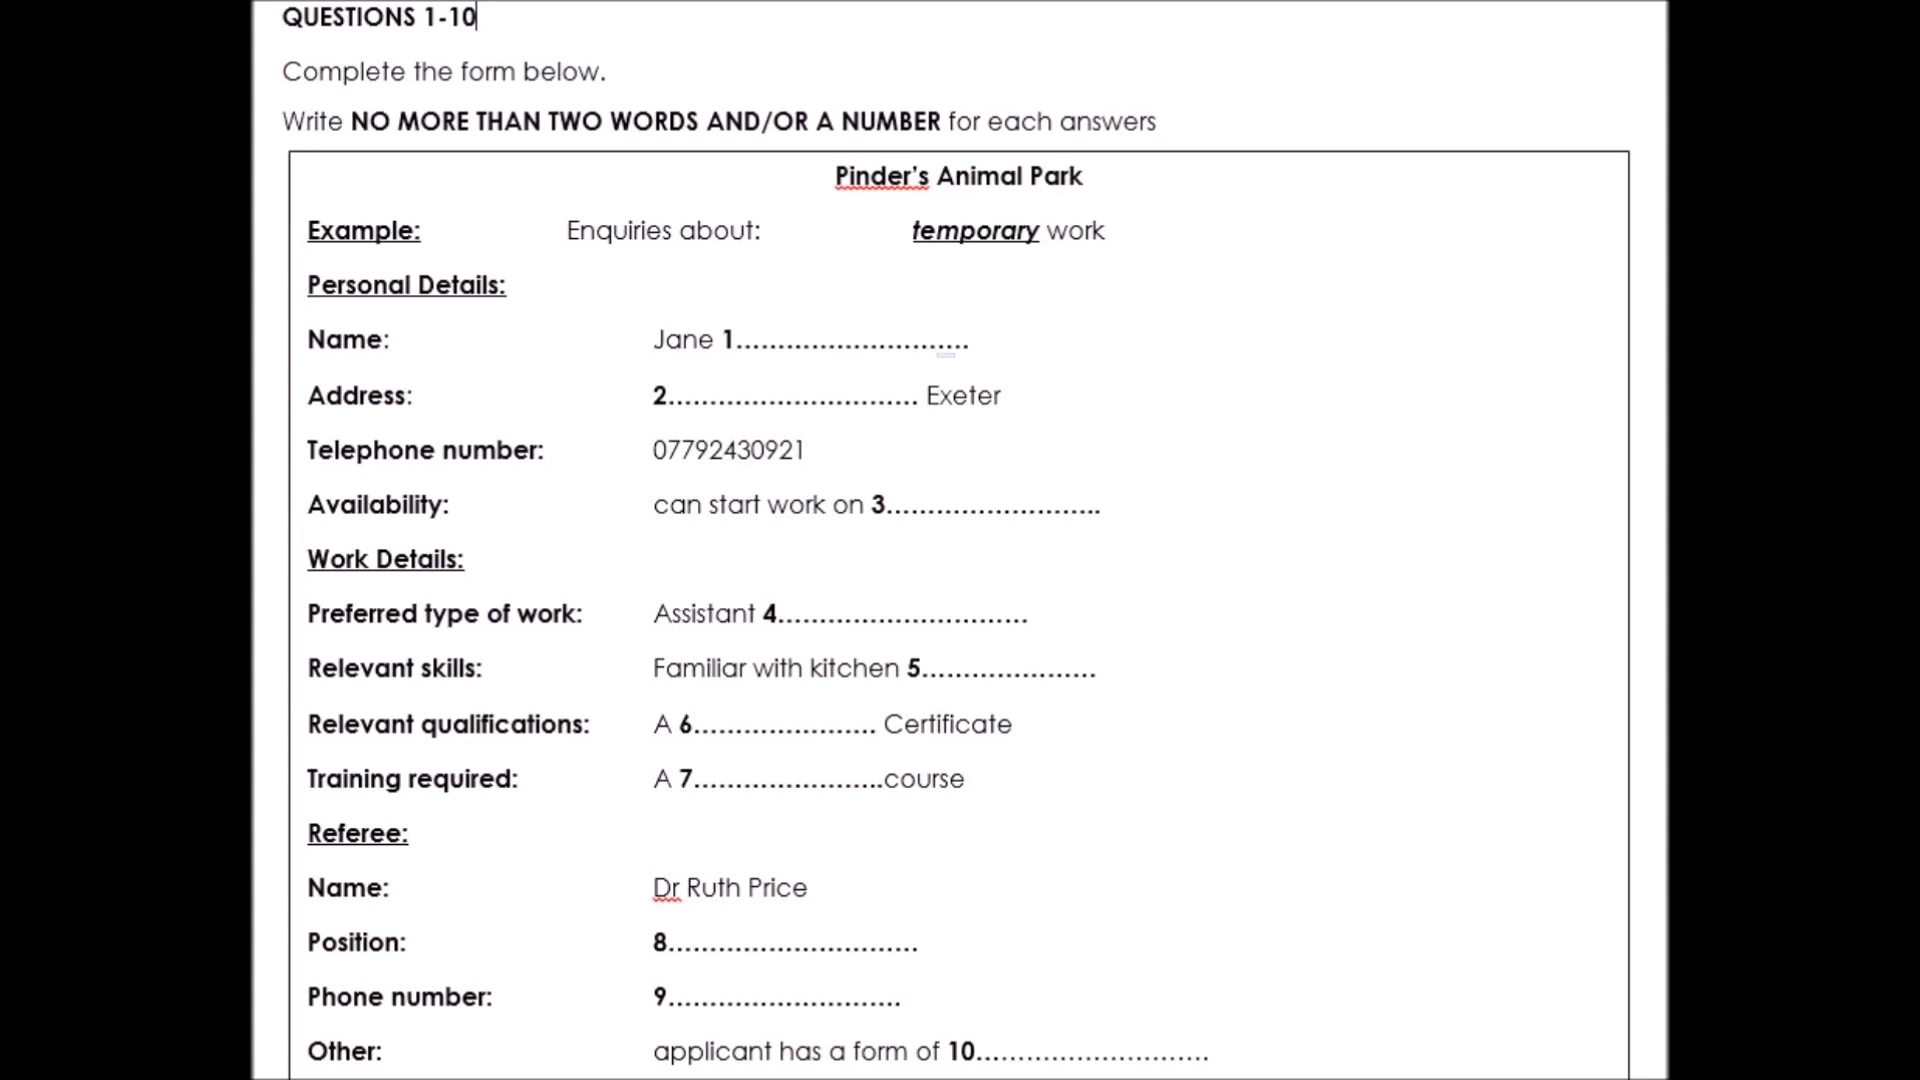 QUESTIONS 1-10
Complete the form below.
Write NO MORE THAN TWO WORDS AND/OR A NUMBER for each answers
Pinder's Animal Park
Example: Enquiries about: temporary work
Personal Details:
Name: Jane 1............................
Address: 2.............................. Exeter
Telephone number: 07792430921
Availability: can start work on 3..........................
Work Details:
Preferred type of work: Assistant 4..............................
Relevant skills: Familiar with kitchen 5.....................
Relevant qualifications: A 6...................... Certificate
Training required: A 7.......................course
Referee:
Name: Dr Ruth Price
Position: 8..............................
Phone number: 9............................
Other: applicant has a form of 10............................